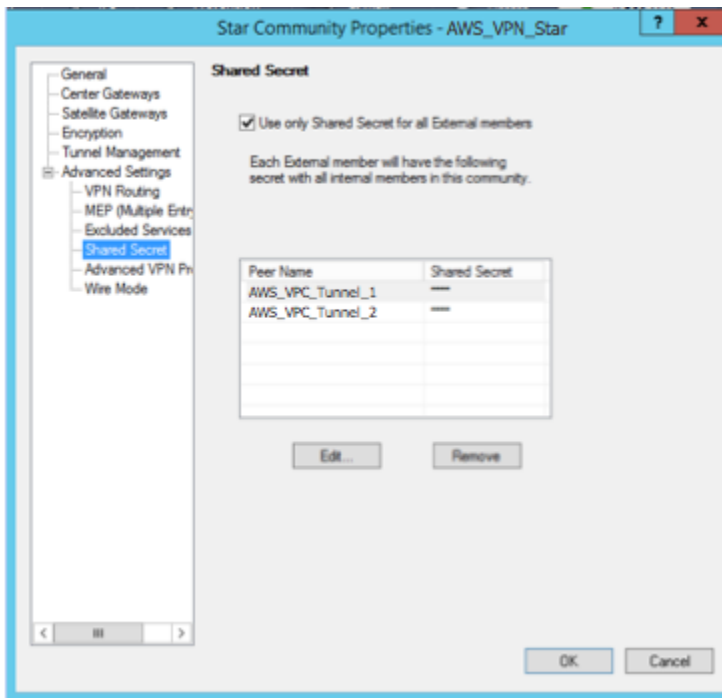 Star Community Properties - AWS_VPN_Star
?
x
General
Center Gateways
Satellite Gateways
Encryption
Tunnel Management
Advanced Settings
VPN Routing
MEP (Multiple Entry
Excluded Services
Shared Secret
Advanced VPN Pr
Wire Mode
Shared Secret
Use only Shared Secret for all External members
Each External member will have the following
secret with all internal members in this community.
Peer Name Shared Secret
AWS_VPC_Tunnel_1 ****
AWS_VPC_Tunnel_2 ****
Edit... Remove
OK Cancel